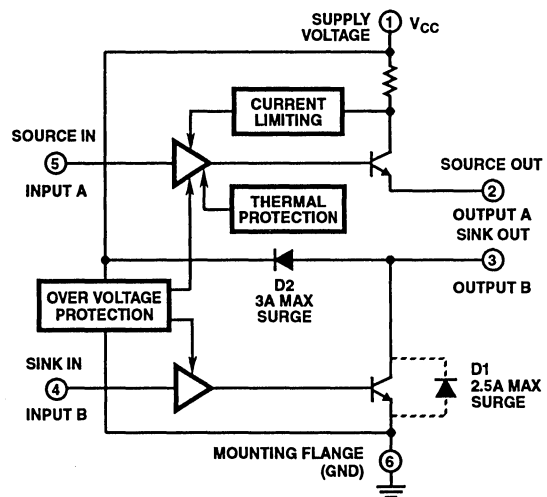 SUPPLY
VOLTAGE
1
VCC
CURRENT
LIMITING
SOURCE IN
5
INPUT A
SOURCE OUT
2
OUTPUT A
THERMAL
PROTECTION
SINK OUT
3
OUTPUT B
D2
3A MAX
SURGE
OVER VOLTAGE
PROTECTION
SINK IN
4
INPUT B
D1
2.5A MAX
SURGE
MOUNTING FLANGE
(GND)
6